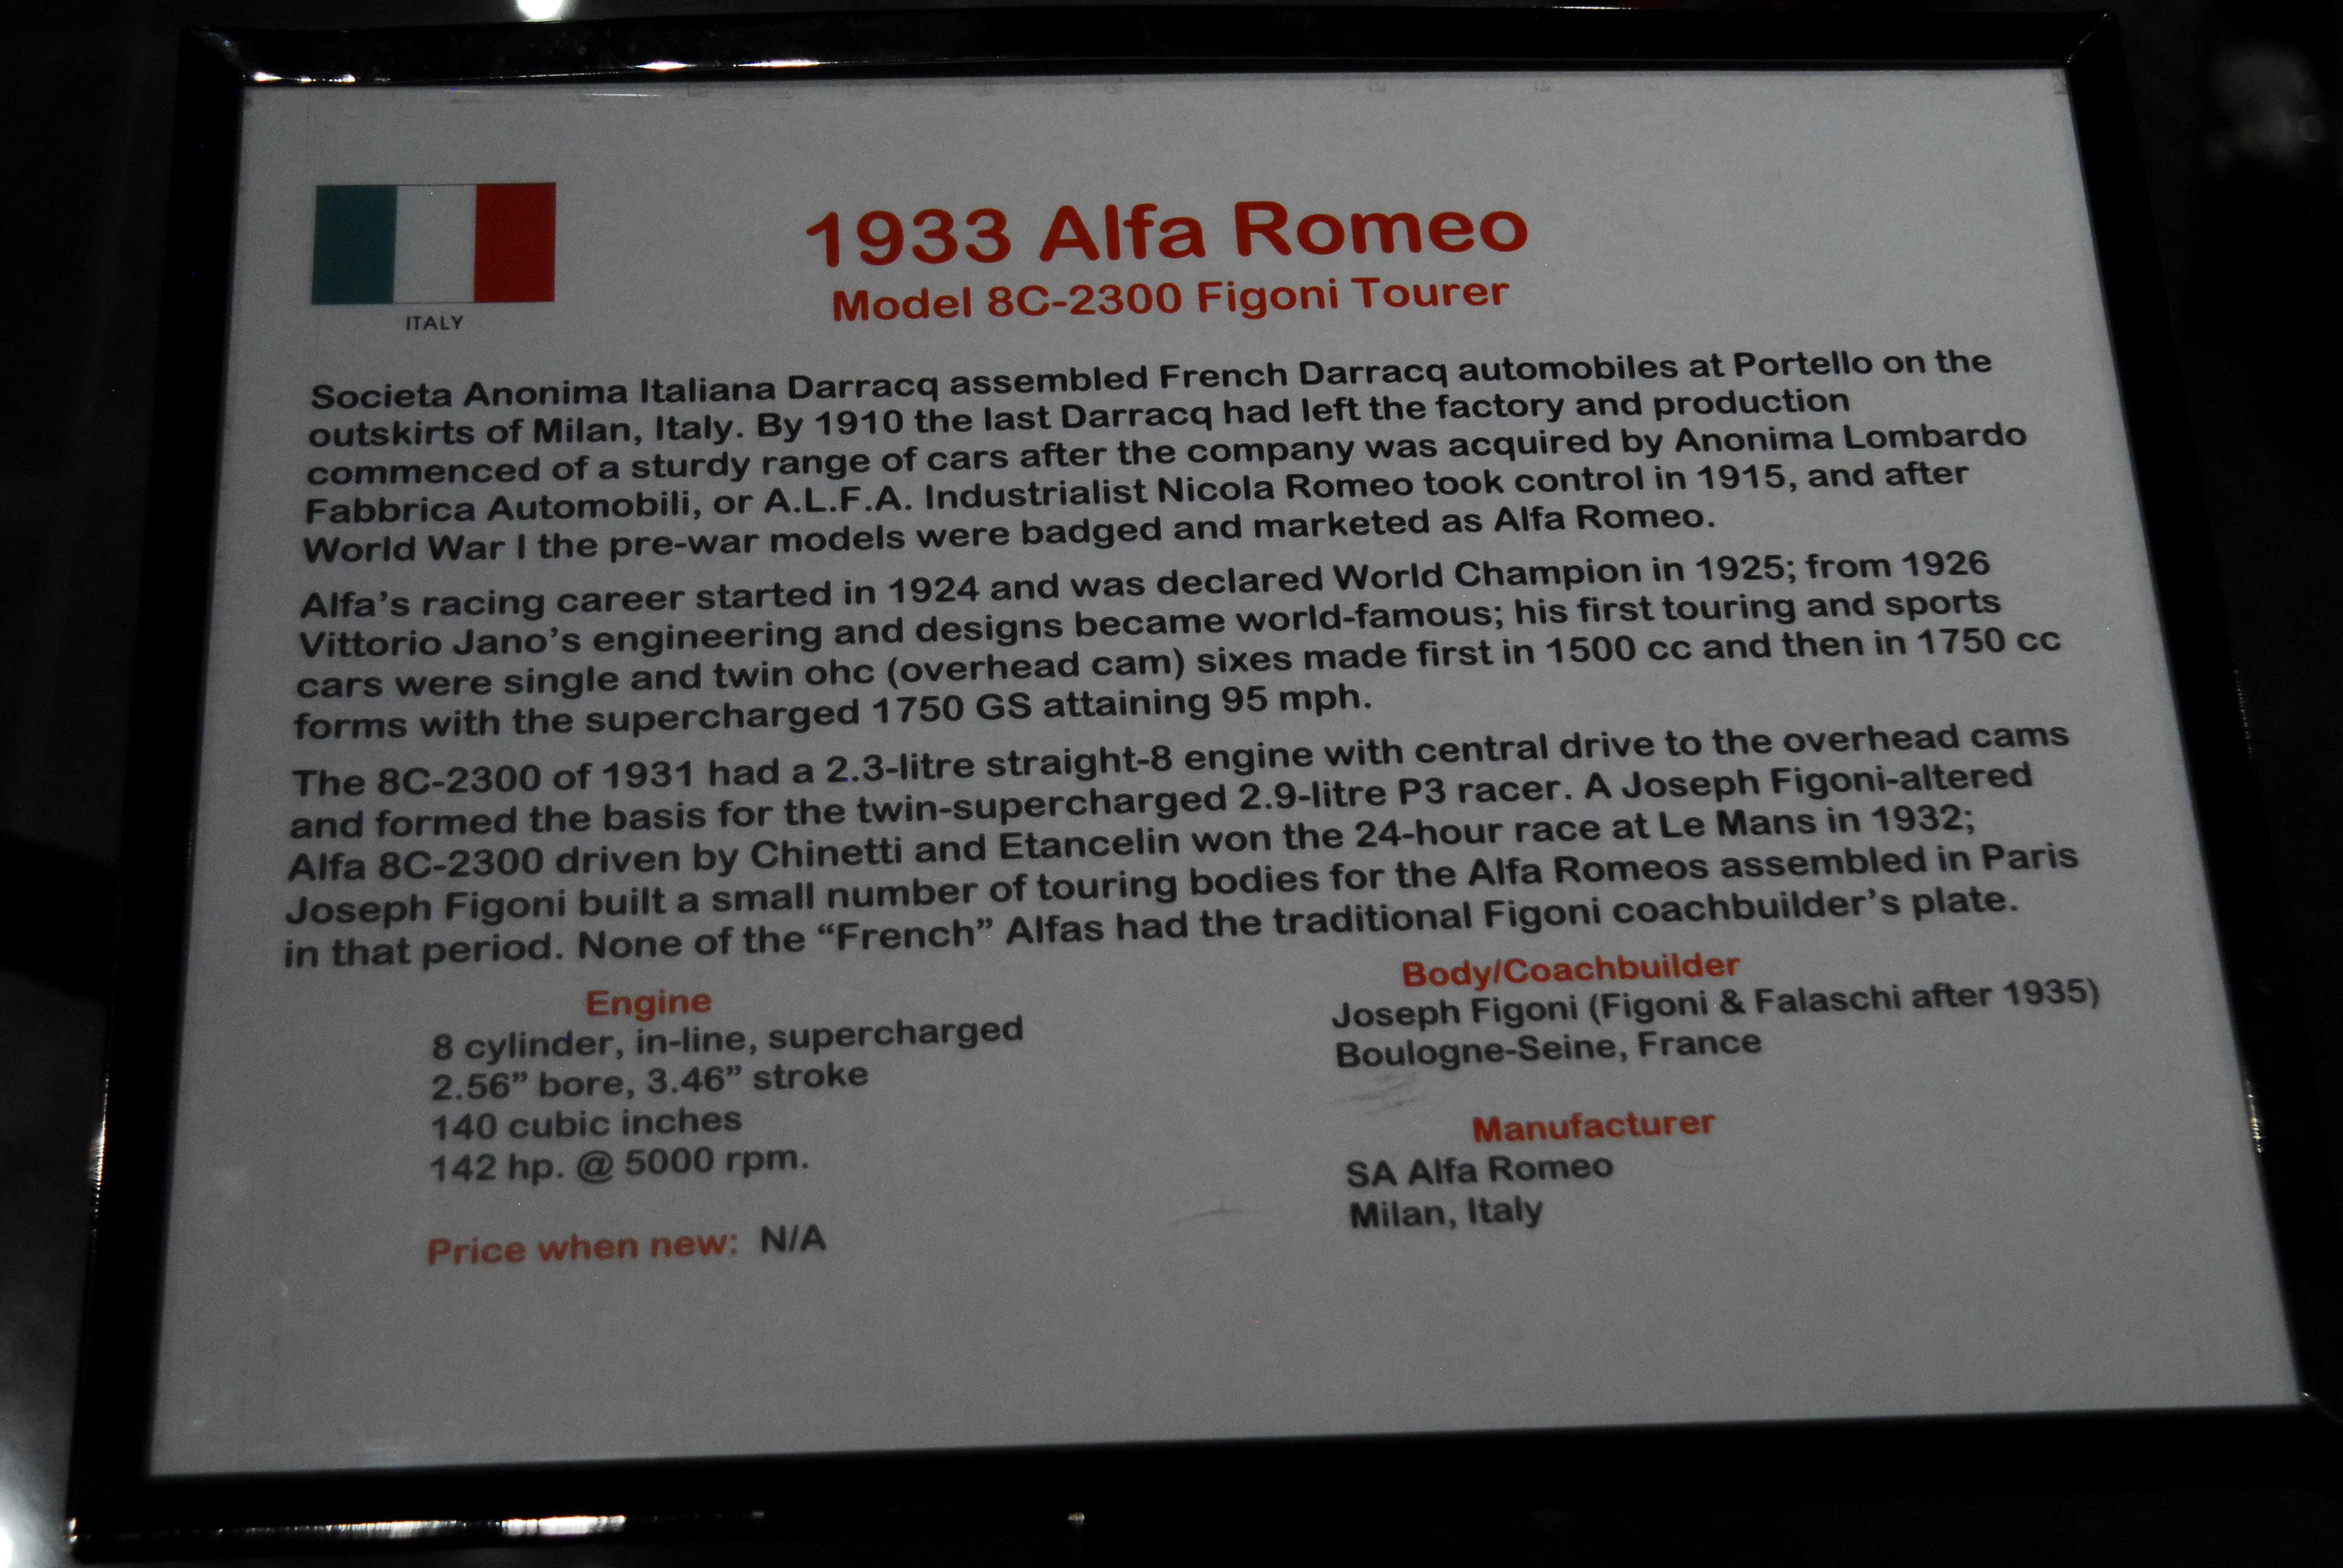 ITALY
1933 Alfa Romeo
Model 8C-2300 Figoni Tourer
Societa Anonima Italiana Darracq assembled French Darracq automobiles at Portello on the
outskirts of Milan, Italy. By 1910 the last Darracq had left the factory and production
commenced of a sturdy range of cars after the company was acquired by Anonima Lombardo
Fabbrica Automobili, or A.L.F.A. Industrialist Nicola Romeo took control in 1915, and after
World War I the pre-war models were badged and marketed as Alfa Romeo.
Alfa's racing career started in 1924 and was declared World Champion in 1925; from 1926
Vittorio Jano's engineering and designs became world-famous; his first touring and sports
cars were single and twin ohc (overhead cam) sixes made first in 1500 cc and then in 1750 cc
forms with the supercharged 1750 GS attaining 95 mph.
The 8C-2300 of 1931 had a 2.3-litre straight-8 engine with central drive to the overhead cams
and formed the basis for the twin-supercharged 2.9-litre P3 racer. A Joseph Figoni-altered
Alfa 8C-2300 driven by Chinetti and Etancelin won the 24-hour race at Le Mans in 1932;
Joseph Figoni built a small number of touring bodies for the Alfa Romeos assembled in Paris
in that period. None of the “French” Alfas had the traditional Figoni coachbuilder's plate.
Engine
8 cylinder, in-line, supercharged
2.56” bore, 3.46” stroke
140 cubic inches
142 hp. @ 5000 rpm.
Price when new: N/A
Body/Coachbuilder
Joseph Figoni (Figoni & Falaschi after 1935)
Boulogne-Seine, France
Manufacturer
SA Alfa Romeo
Milan, Italy